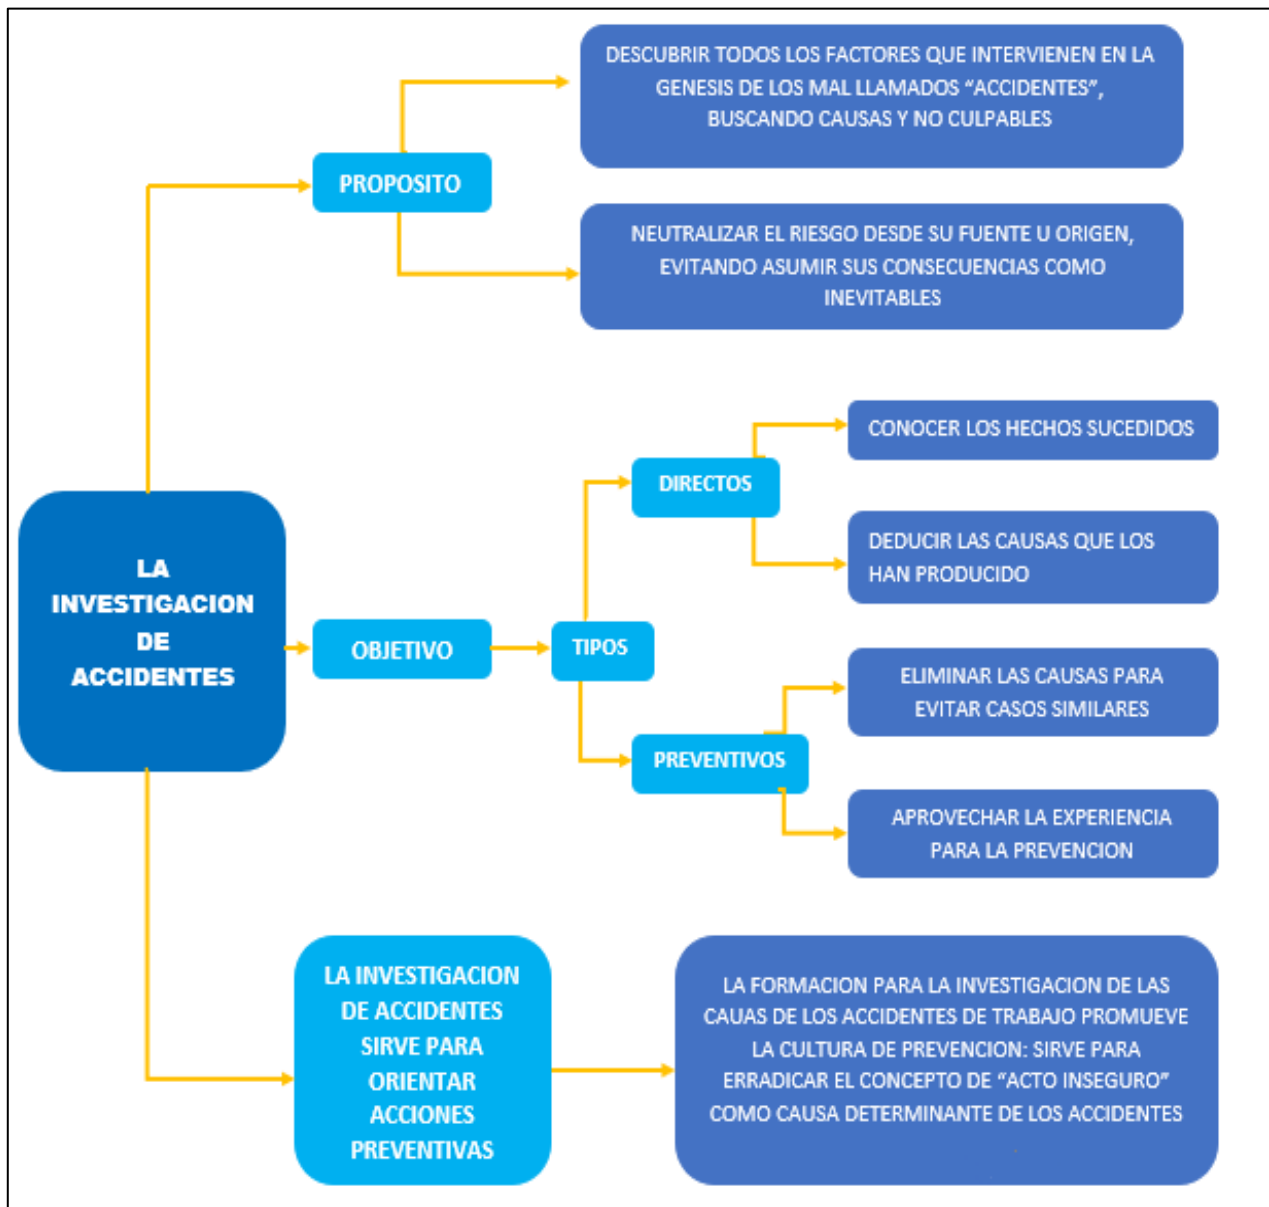 DESCUBRIR TODOS LOS FACTORES QUE INTERVIENEN EN LA
GENESIS DE LOS MAL LLAMADOS “ACCIDENTES”,
BUSCANDO CAUSAS Y NO CULPABLES
PROPOSITO
NEUTRALIZAR EL RIESGO DESDE SU FUENTE U ORIGEN,
EVITANDO ASUMIR SUS CONSECUENCIAS COMO
INEVITABLES
LA
INVESTIGACION
DE
ACCIDENTES
OBJETIVO
TIPOS
DIRECTOS
CONOCER LOS HECHOS SUCEDIDOS
DEDUCIR LAS CAUSAS QUE LOS
HAN PRODUCIDO
PREVENTIVOS
ELIMINAR LAS CAUSAS PARA
EVITAR CASOS SIMILARES
APROVECHAR LA EXPERIENCIA
PARA LA PREVENCION
LA INVESTIGACION
DE ACCIDENTES
SIRVE PARA
ORIENTAR
ACCIONES
PREVENTIVAS
LA FORMACION PARA LA INVESTIGACION DE LAS
CAUAS DE LOS ACCIDENTES DE TRABAJO PROMUEVE
LA CULTURA DE PREVENCION: SIRVE PARA
ERRADICAR EL CONCEPTO DE “ACTO INSEGURO”
COMO CAUSA DETERMINANTE DE LOS ACCIDENTES